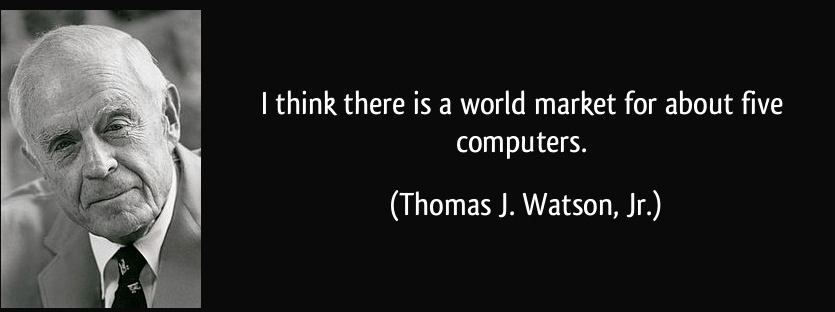 I think there is a world market for about five
computers.
(Thomas J. Watson, Jr.)